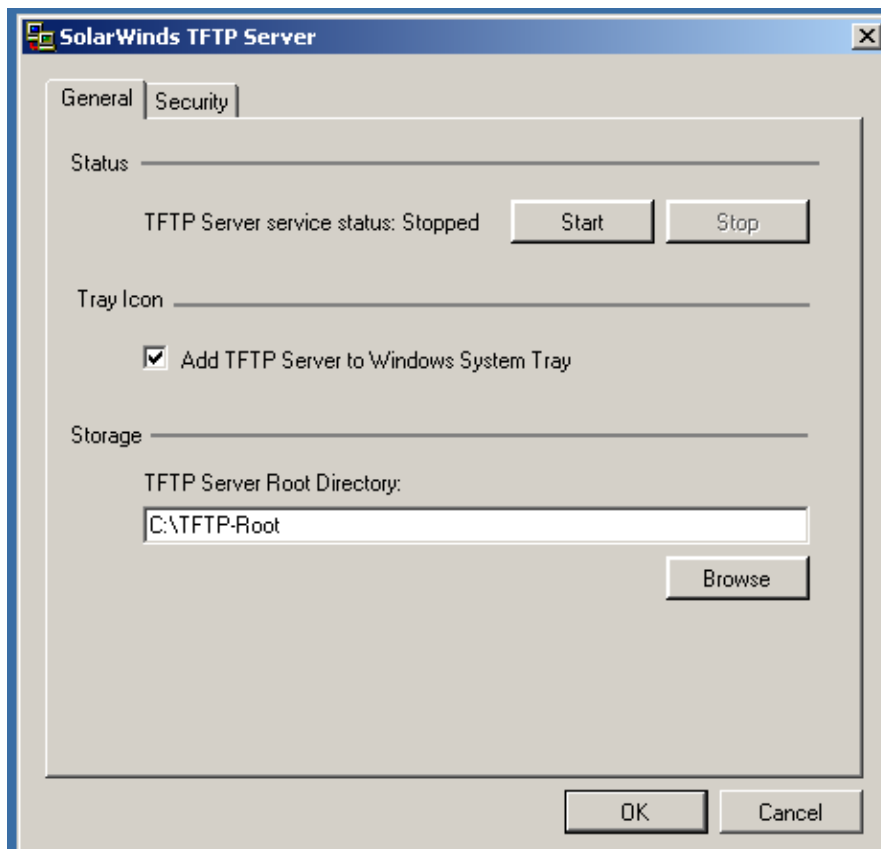 SolarWinds TFTP Server
General Security
Status
TFTP Server service status: Stopped Start Stop
Tray Icon
Add TFTP Server to Windows System Tray
Storage
TFTP Server Root Directory:
C:\TFTP-Root
Browse
OK Cancel